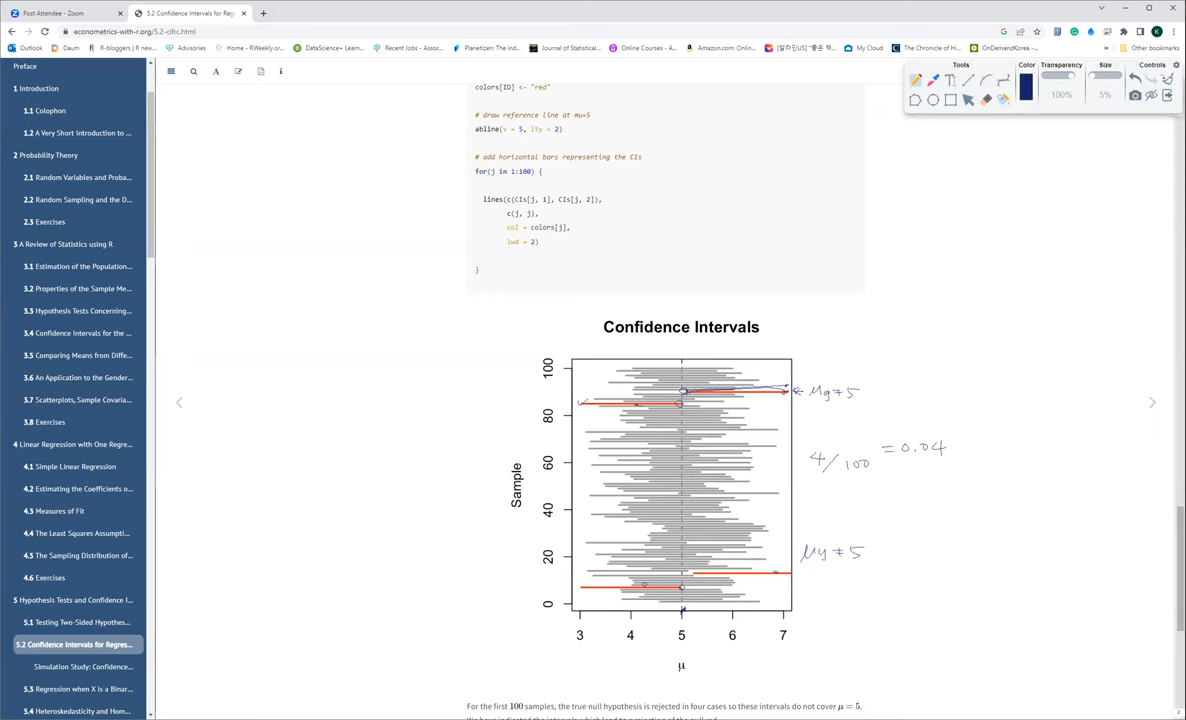 Post Attendee - Zoom
5.2 Confidence Intervals for Reg
econometrics-with-r.org/5.2-cifrc.html
Outlook
Daum
R-bloggers | R new
Advisories
Home - RWeekly.or
DataScience+ Learn...
Recent Jobs - Assoc...
Planetizen: The ind
Journal of Statistical...
Online Courses - A
Amazon.com: Onlin
My Cloud
The Chronicle of Hi
OnDemandKorea -
Other bookmarks
Tools
Color
Transparency
Size
Controls
100%
5%
Preface
1 Introduction
1.1 Colophon
1.2 A Very Short Introduction to ...
2 Probability Theory
2.1 Random Variables and Proba...
2.2 Random Sampling and the D...
2.3 Exercises
3 A Review of Statistics using R
3.1 Estimation of the Population...
3.2 Properties of the Sample Me...
3.3 Hypothesis Tests Concerning...
3.4 Confidence Intervals for the ...
3.5 Comparing Means from Diffe...
3.6 An Application to the Gender...
3.7 Scatterplots, Sample Covaria...
3.8 Exercises
4 Linear Regression with One Regre...
4.1 Simple Linear Regression
4.2 Estimating the Coefficients o...
4.3 Measures of Fit
4.4 The Least Squares Assumpti...
4.5 The Sampling Distribution of...
4.6 Exercises
5 Hypothesis Tests and Confidence I...
5.1 Testing Two-Sided Hypothes...
5.2 Confidence Intervals for Regres...
Simulation Study: Confidence...
5.3 Regression when X is a Binar...
5.4 Heteroskedasticity and Hom...
colors[ID] <- "red"
# draw reference line at mu=5
abline(v = 5, lty = 2)
# add horizontal bars representing the CIs
for(j in 1:100) {
lines(c(CIs[j, 1], CIs[j, 2]),
c(j, j),
col = colors[j],
lwd = 2)
}
Confidence Intervals
Sample
100
80
60
40
20
0
3 4 5 6 7
μ
μy ≠ 5
4/100 = 0.04
μy ≠ 5
For the first 100 samples, the true null hypothesis is rejected in four cases so these intervals do not cover μ = 5.